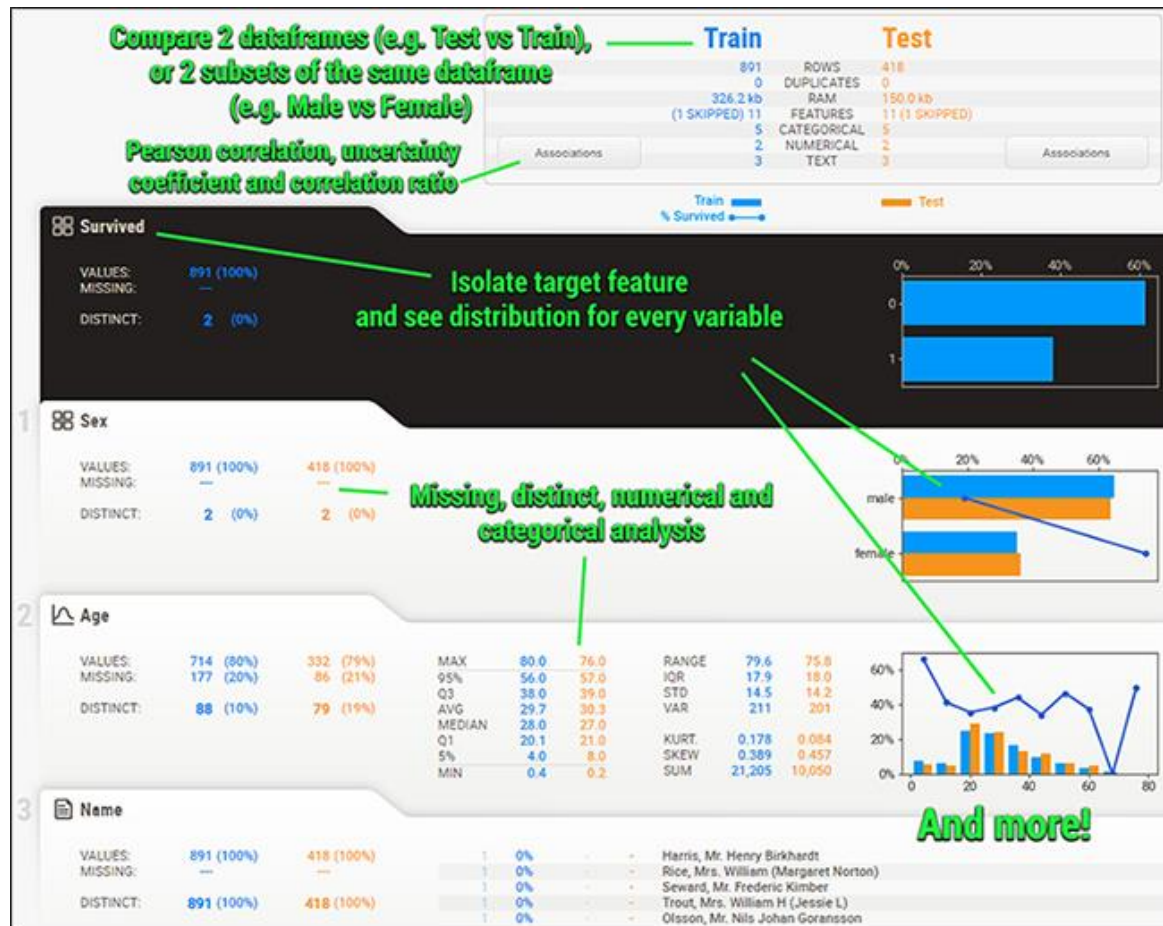 Compare 2 dataframes (e.g. Test vs Train),
or 2 subsets of the same dataframe
(e.g. Male vs Female)
Pearson correlation, uncertainty
coefficient and correlation ratio
Train Test
891 ROWS 418
0 DUPLICATES 0
326.2 kb RAM 150.0 kb
(1 SKIPPED) 11 FEATURES 11 (1 SKIPPED)
5 CATEGORICAL 5
2 NUMERICAL 2
3 TEXT 3
Associations Associations
Train Test
% Survived
Survived
VALUES: 891 (100%)
MISSING: ---
DISTINCT: 2 (0%)
Isolate target feature
and see distribution for every variable
0% 20% 40% 60%
0
1
1 Sex
VALUES: 891 (100%) 418 (100%)
MISSING: --- ---
DISTINCT: 2 (0%) 2 (0%)
Missing, distinct, numerical and
categorical analysis
0% 20% 40% 60%
male
female
2 Age
VALUES: 714 (80%) 332 (79%)
MISSING: 177 (20%) 86 (21%)
DISTINCT: 88 (10%) 79 (19%)
MAX 80.0 76.0
95% 56.0 57.0
Q3 38.0 39.0
AVG 29.7 30.3
MEDIAN 28.0 27.0
Q1 20.1 21.0
5% 4.0 8.0
MIN 0.4 0.2
RANGE 79.6 75.8
IQR 17.9 18.0
STD 14.5 14.2
VAR 211 201
KURT. 0.178 0.084
SKEW 0.389 0.457
SUM 21,205 10,050
60%
40%
20%
0%
0 20 40 60 80
And more!
3 Name
VALUES: 891 (100%) 418 (100%)
MISSING: --- ---
DISTINCT: 891 (100%) 418 (100%)
1 0% - - Harris, Mr. Henry Birkhardt
1 0% - - Rice, Mrs. William (Margaret Norton)
1 0% - - Seward, Mr. Frederic Kimber
1 0% - - Trout, Mrs. William H (Jessie L)
1 0% - - Olsson, Mr. Nils Johan Goransson